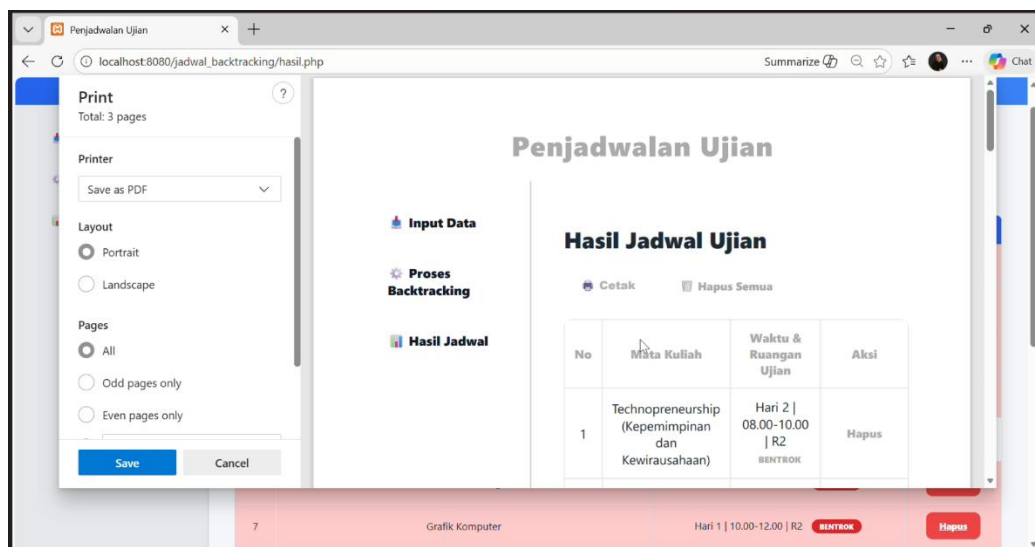 Penjadwalan Ujian
localhost:8080/jadwal_backtracking/hasil.php
Summarize
Chat
Print
?
Total: 3 pages
Printer
Save as PDF
Layout
Portrait
Landscape
Pages
All
Odd pages only
Even pages only
Save
Cancel
Penjadwalan Ujian
Input Data
Proses
Backtracking
Hasil Jadwal
Hasil Jadwal Ujian
Cetak Hapus Semua
No Mata Kuliah Waktu & Ruangan Ujian Aksi
1
Technopreneurship
(Kepemimpinan
dan
Kewirausahaan)
Hari 2 |
08.00-10.00
| R2
BENTROK
Hapus
7 Grafik Komputer Hari 1 | 10.00-12.00 | R2 BENTROK Hapus